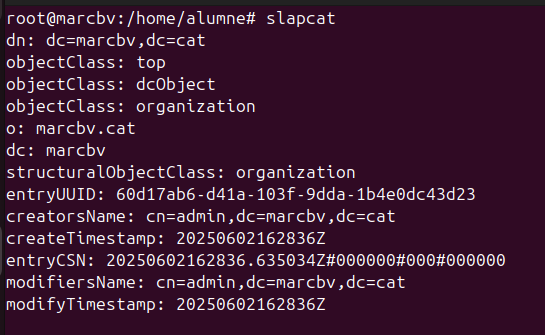 root@marcbv:/home/alumne# slapcat
dn: dc=marcbv,dc=cat
objectClass: top
objectClass: dcObject
objectClass: organization
o: marcbv.cat
dc: marcbv
structuralObjectClass: organization
entryUUID: 60d17ab6-d41a-103f-9dda-1b4e0dc43d23
creatorsName: cn=admin,dc=marcbv,dc=cat
createTimestamp: 20250602162836Z
entryCSN: 20250602162836.635034Z#000000#000#000000
modifiersName: cn=admin,dc=marcbv,dc=cat
modifyTimestamp: 20250602162836Z